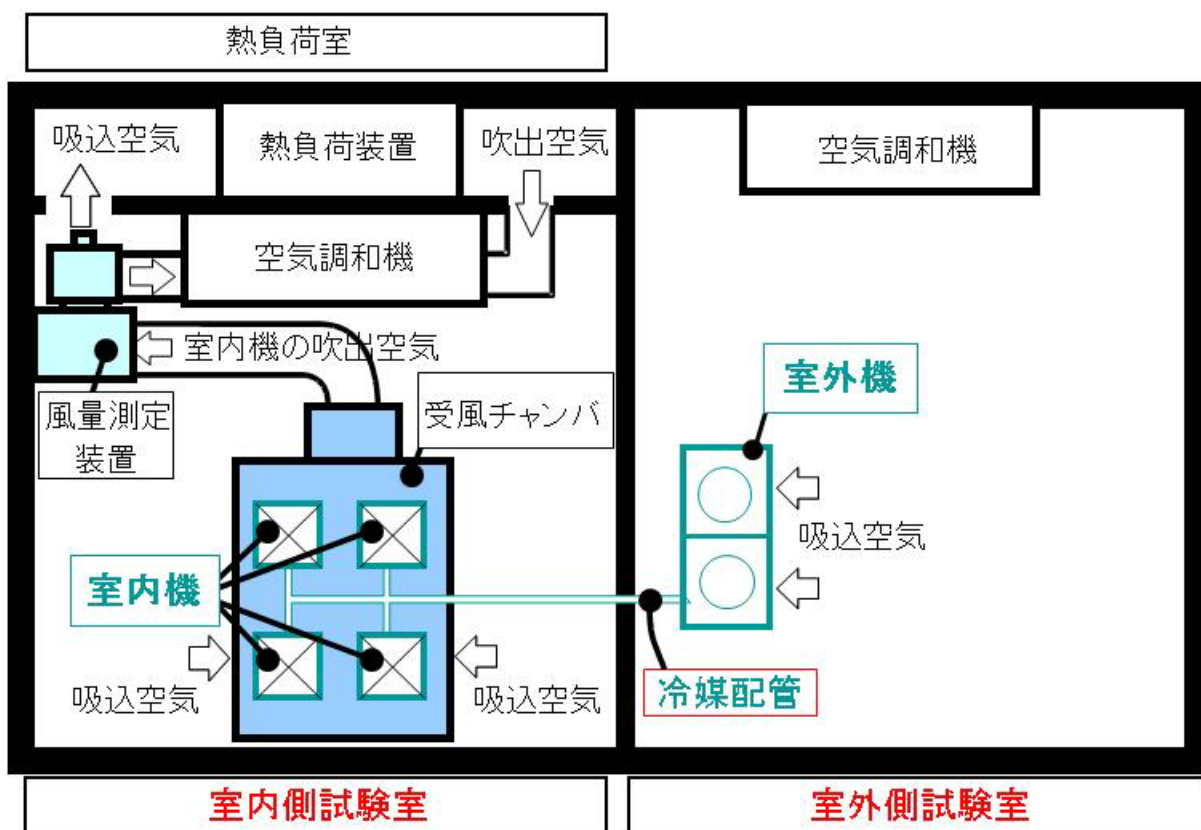 熱負荷室
吸込空気
熱負荷装置
吹出空気
空気調和機
空気調和機
室内機の吹出空気
風量測定
装置
受風チャンバ
室外機
吸込空気
室内機
吸込空気
吸込空気
冷媒配管
室内側試験室
室外側試験室